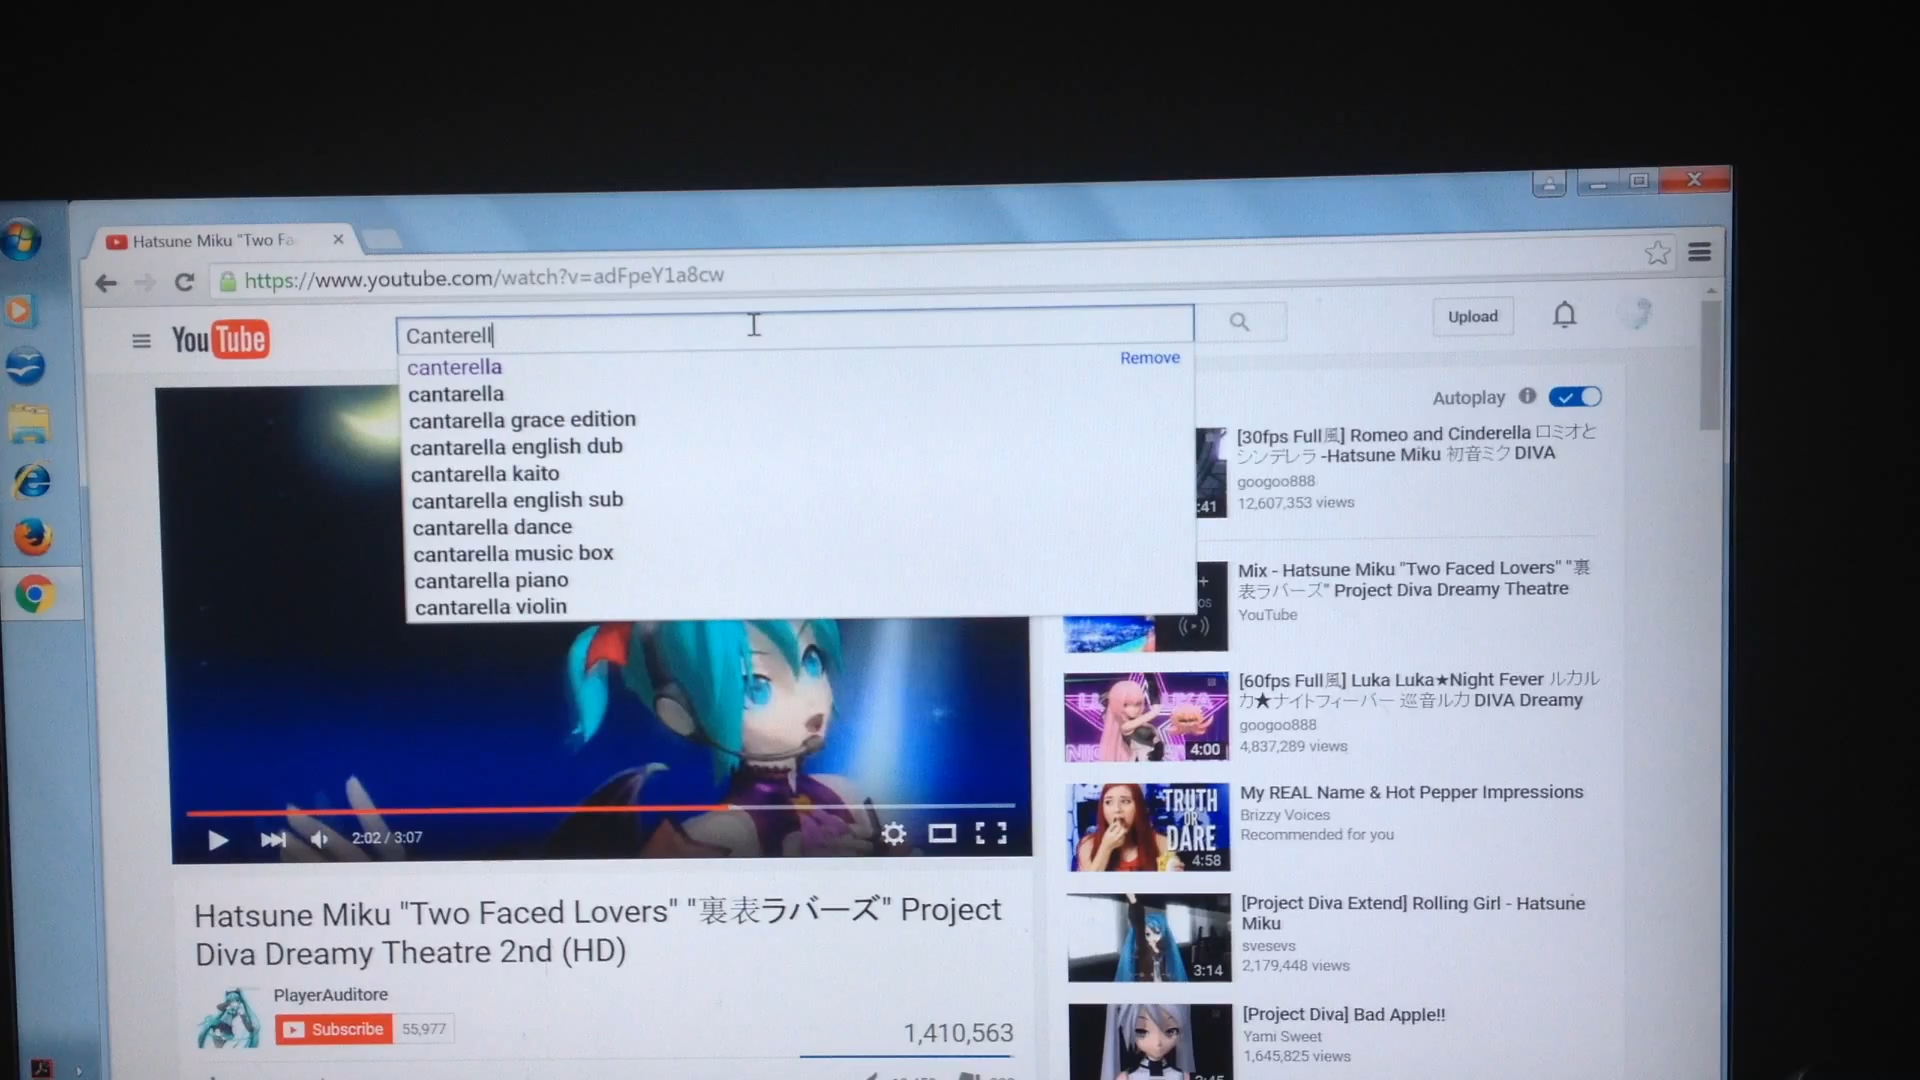 Hatsune Miku "Two Fa
https://www.youtube.com/watch?v=adFpeY1a8cw
YouTube
Canterell
Upload
canterella
Remove
cantarella
cantarella grace edition
cantarella english dub
cantarella kaito
cantarella english sub
cantarella dance
cantarella music box
cantarella piano
cantarella violin
2:02 / 3:07
Hatsune Miku "Two Faced Lovers" "裏表ラバーズ" Project
Diva Dreamy Theatre 2nd (HD)
PlayerAuditore
Subscribe 55,977
1,410,563
Autoplay
[30fps Full風] Romeo and Cinderella ロミオと
シンデレラ -Hatsune Miku 初音ミク DIVA
googoo888
12,607,353 views
:41
Mix - Hatsune Miku "Two Faced Lovers" "裏
表ラバーズ" Project Diva Dreamy Theatre
YouTube
os
[60fps Full風] Luka Luka★Night Fever ルカル
カ★ナイトフィーバー 巡音ルカ DIVA Dreamy
googoo888
4,837,289 views
4:00
My REAL Name & Hot Pepper Impressions
Brizzy Voices
Recommended for you
TRUTH
OR
DARE
4:58
[Project Diva Extend] Rolling Girl - Hatsune
Miku
svesevs
2,179,448 views
3:14
[Project Diva] Bad Apple!!
Yami Sweet
1,645,825 views